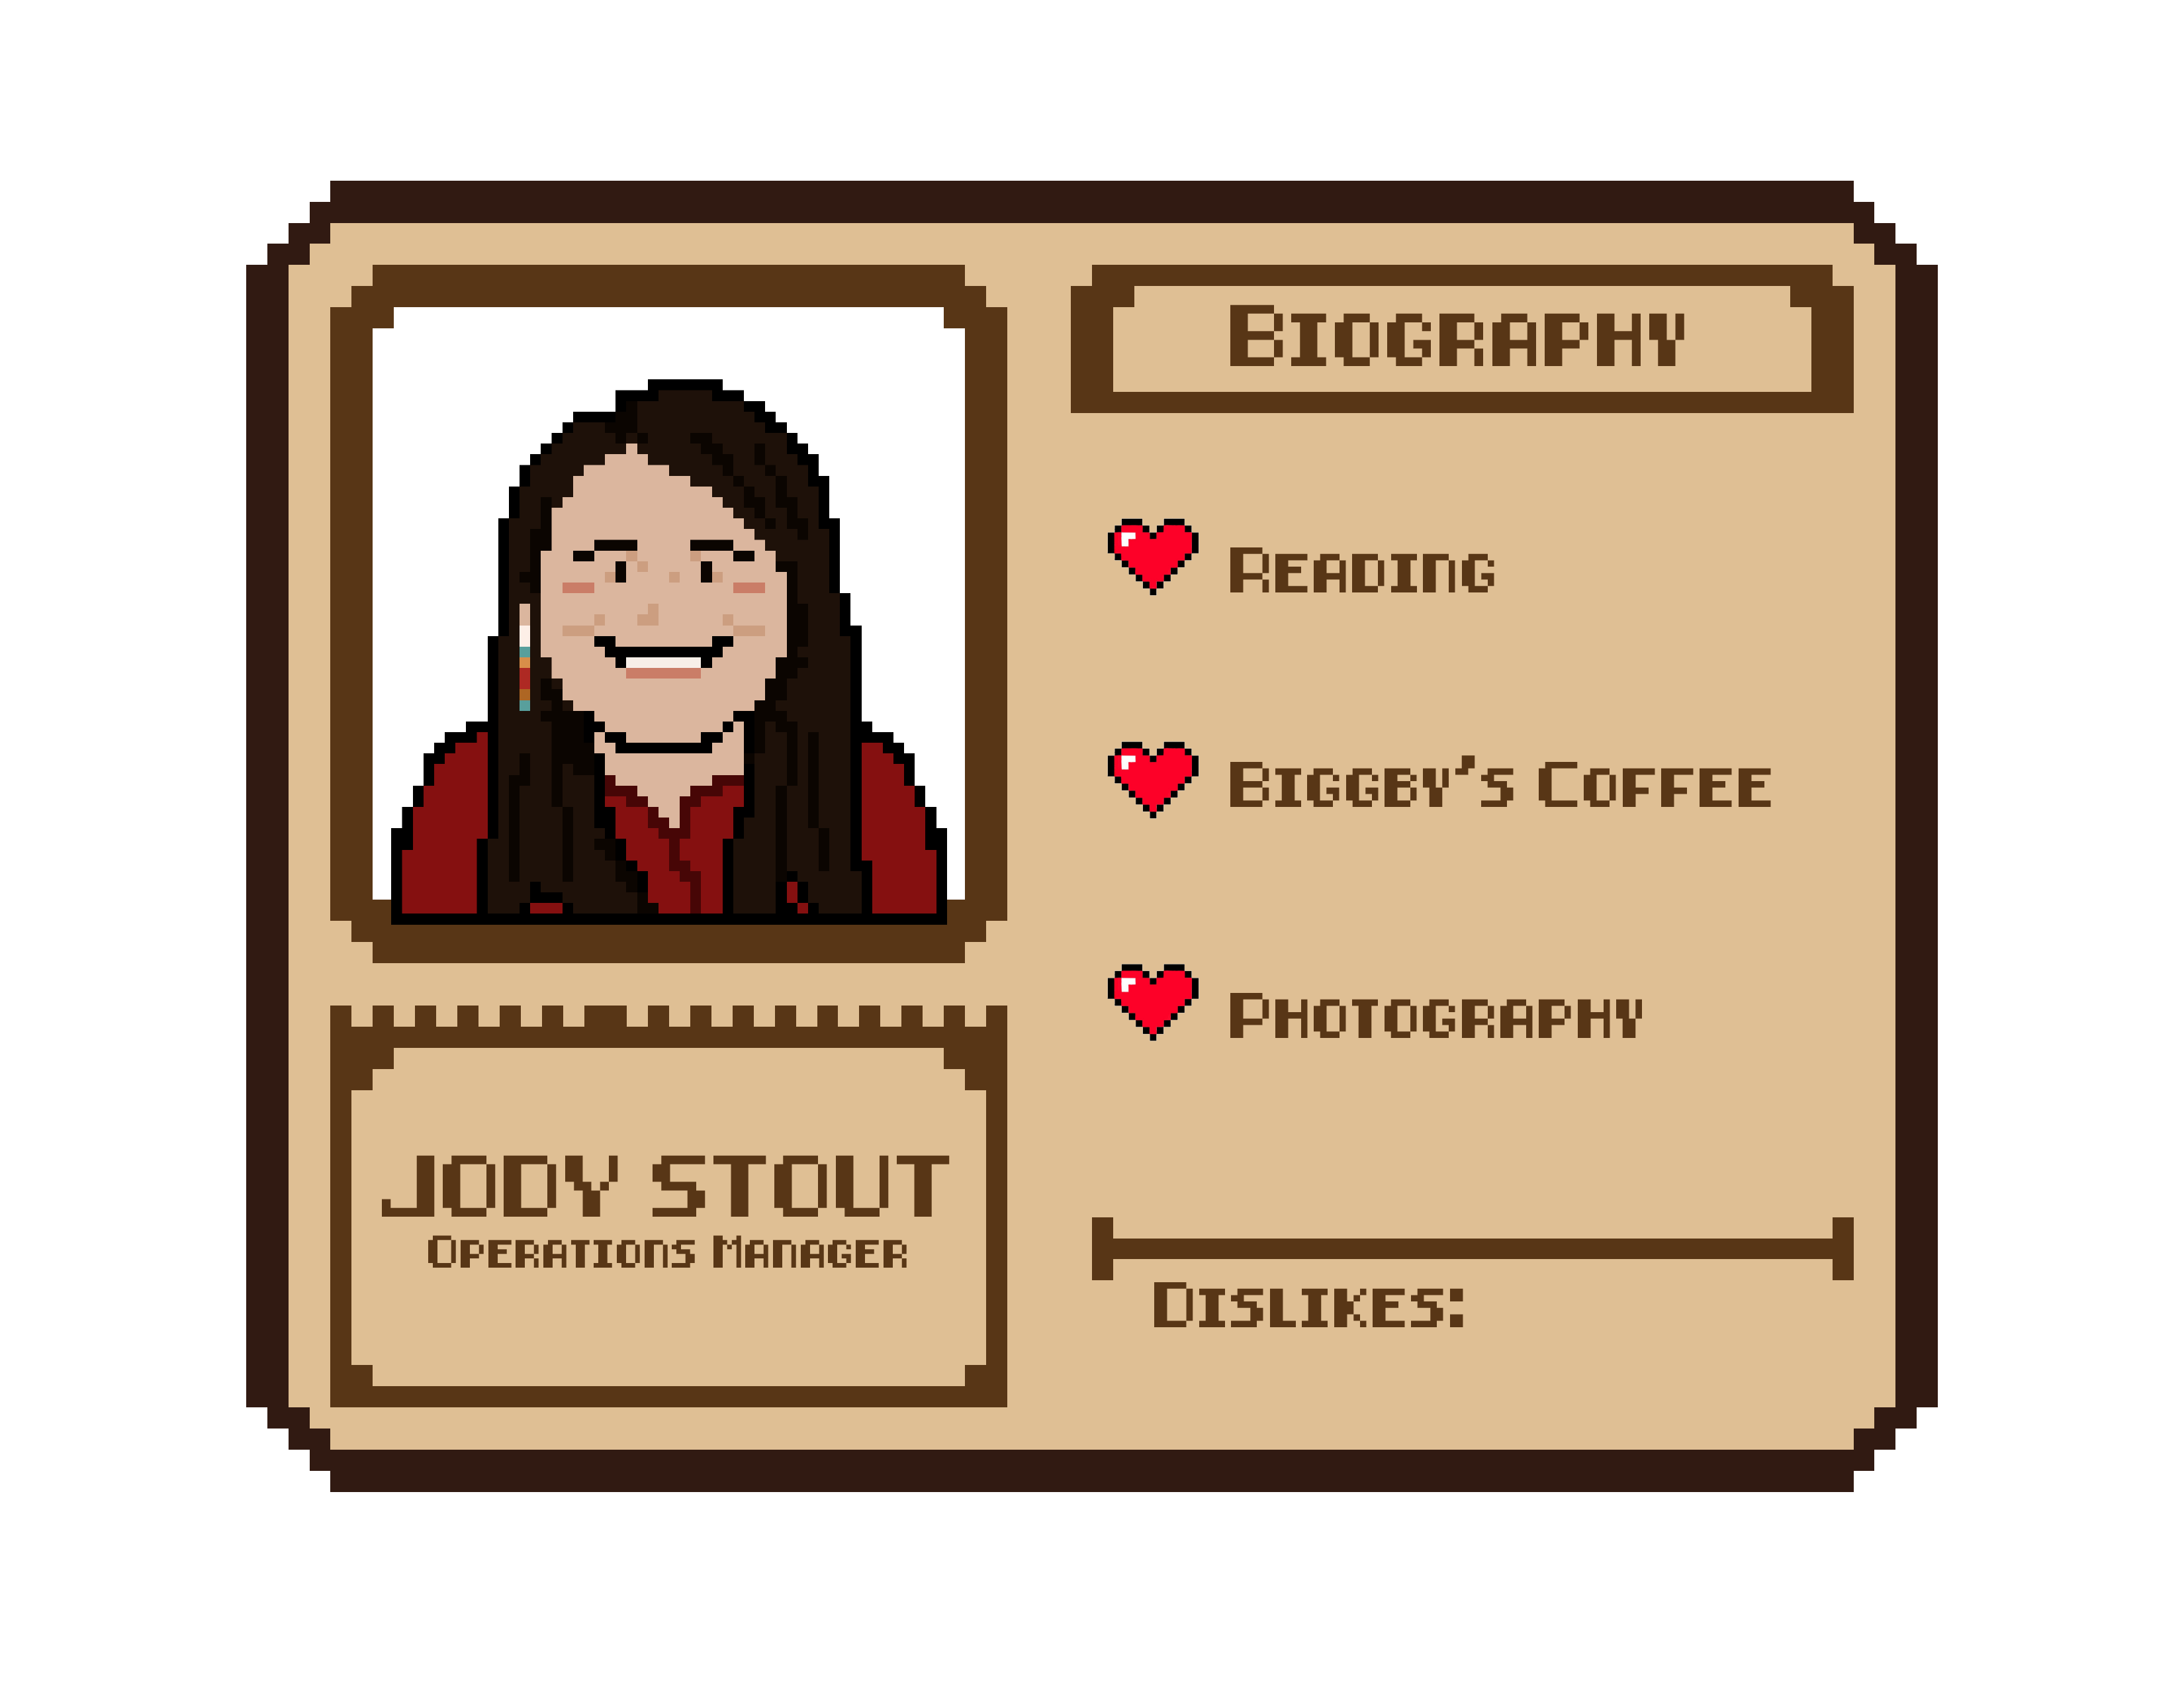 Biography
Reading
Biggby's Coffee
Photography
Jody Stout
Operations Manager
Dislikes: